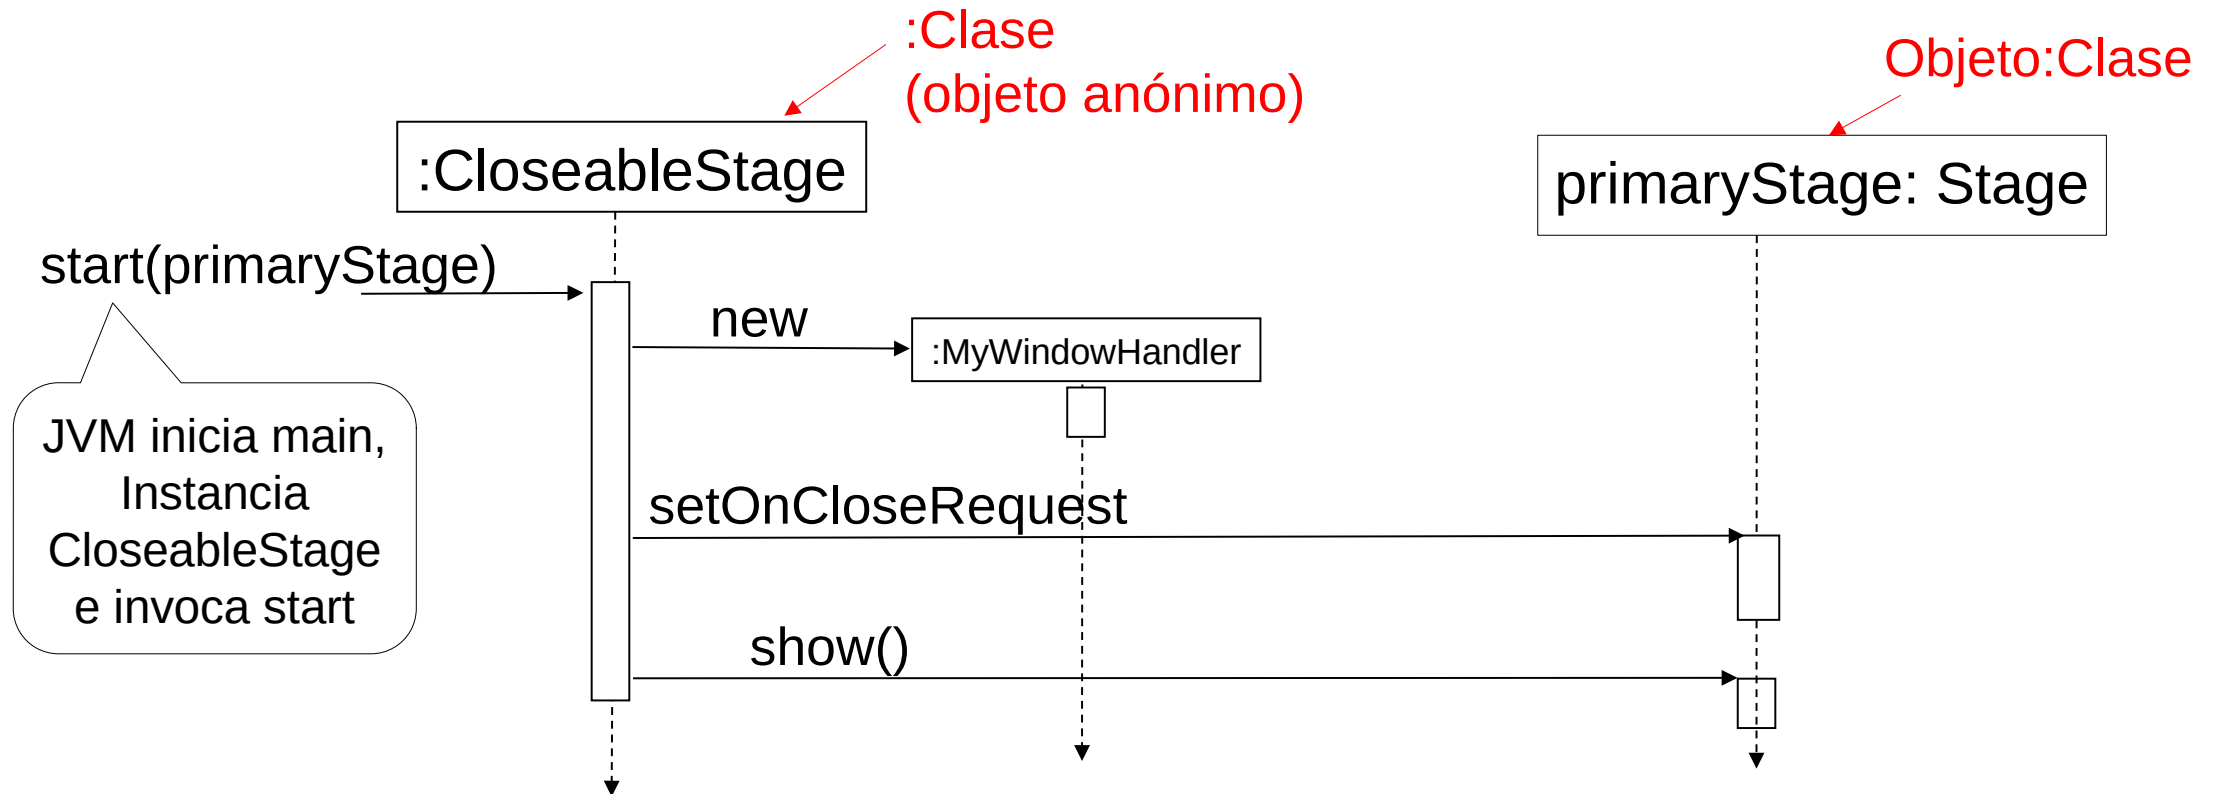 :Clase
(objeto anónimo)
Objeto:Clase
:CloseableStage
primaryStage: Stage
start(primaryStage)
new
:MyWindowHandler
JVM inicia main,
Instancia
CloseableStage
e invoca start
setOnCloseRequest
show()